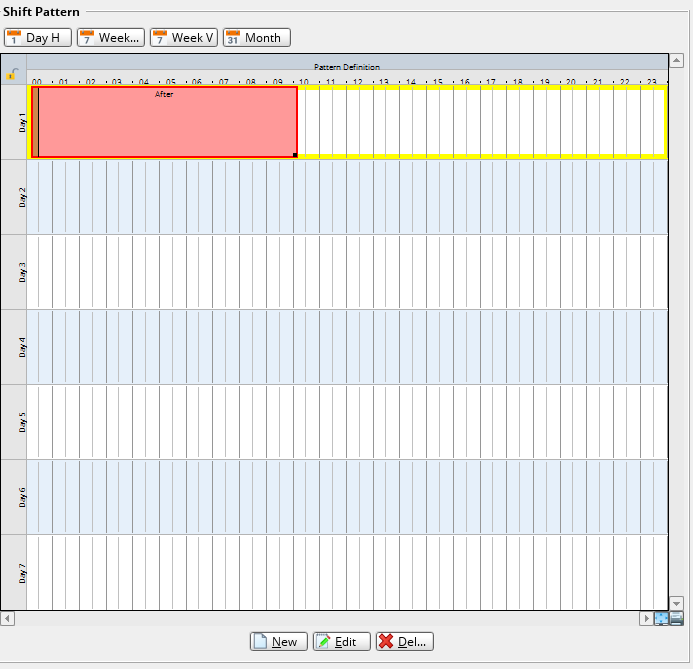 Shift Pattern
1 Day H 7 Week... 7 Week V 31 Month
Pattern Definition
00 01 02 03 04 05 06 07 08 09 10 11 12 13 14 15 16 17 18 19 20 21 22 23
Day 1
After
Day 2
Day 3
Day 4
Day 5
Day 6
Day 7
New Edit Del...